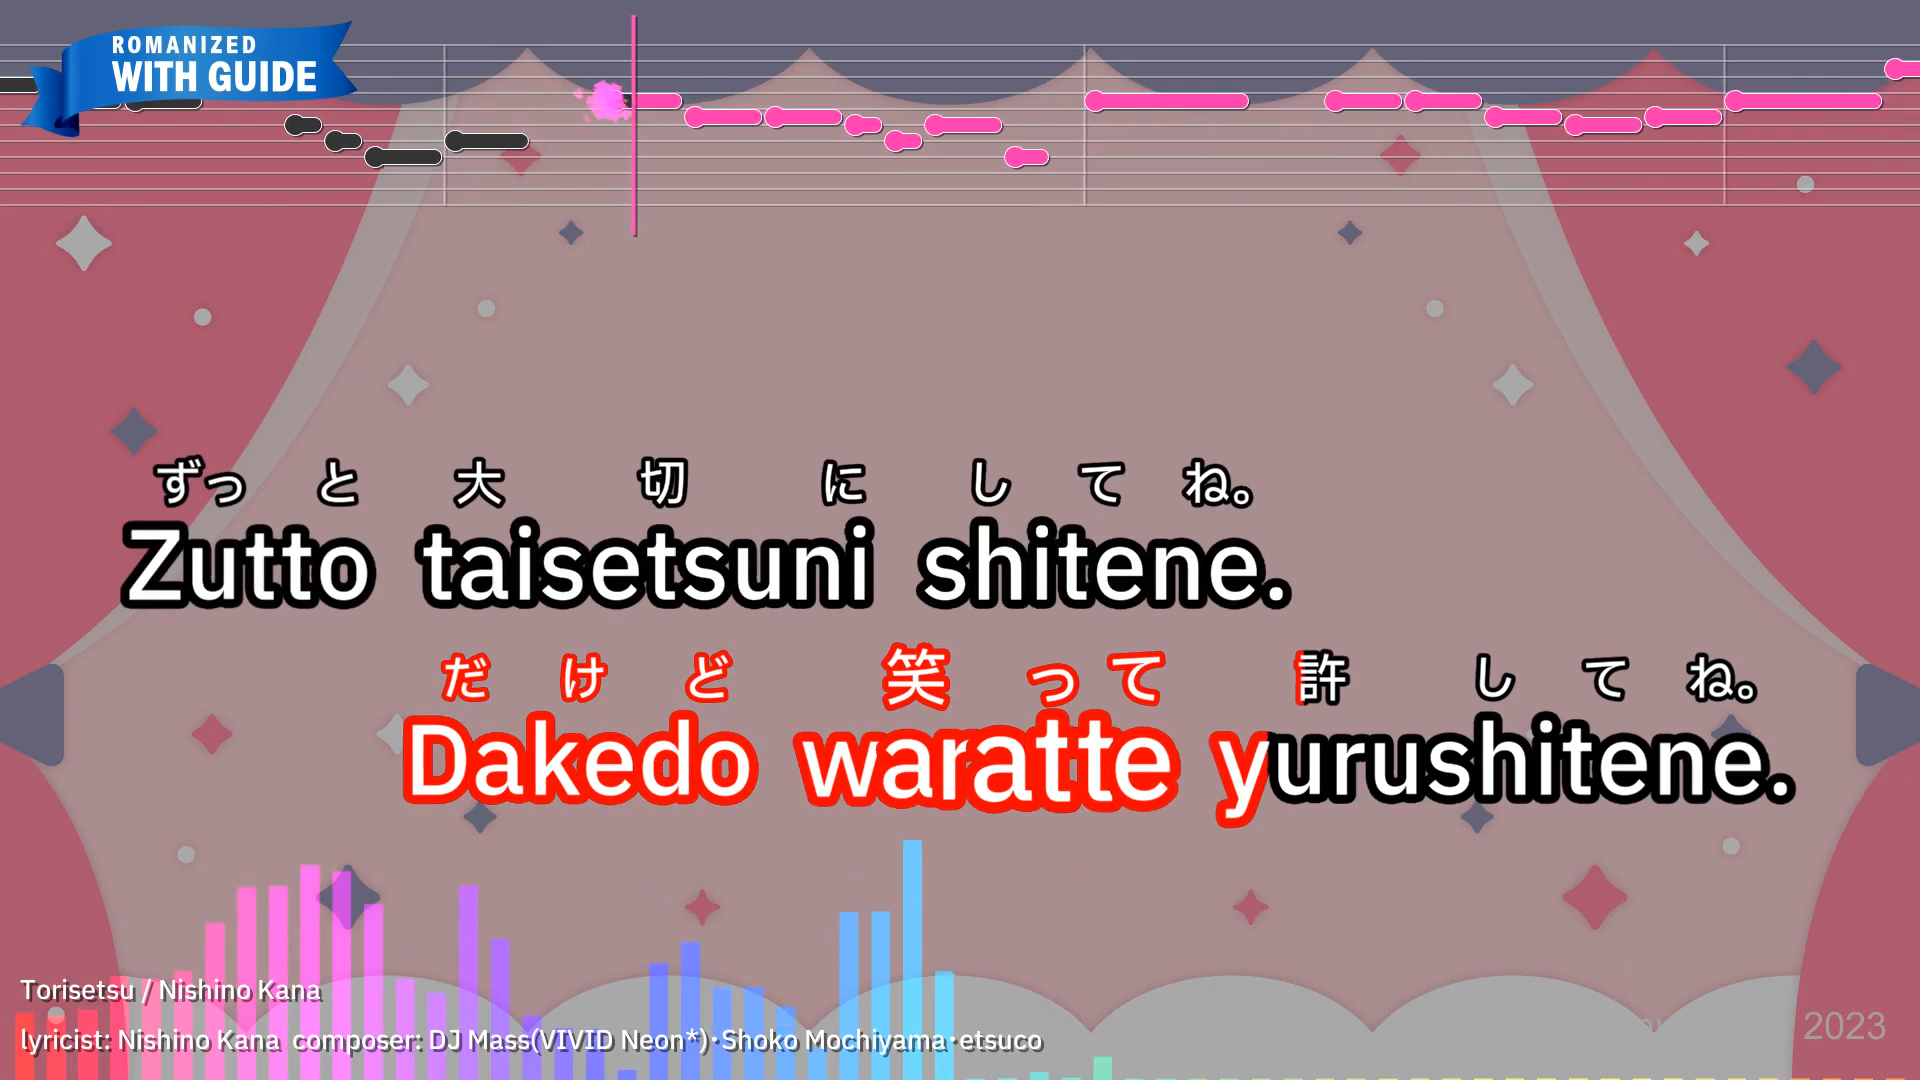 ROMANIZED
WITH GUIDE
ずっと大切にしてね。
Zutto taisetsuni shitene.
だけど笑って許してね。
Dakedo waratte yurushitene.
Torisetsu / Nishino Kana
lyricist: Nishino Kana composer: DJ Mass(VIVID Neon*)・Shoko Mochiyama・etsuco
2023